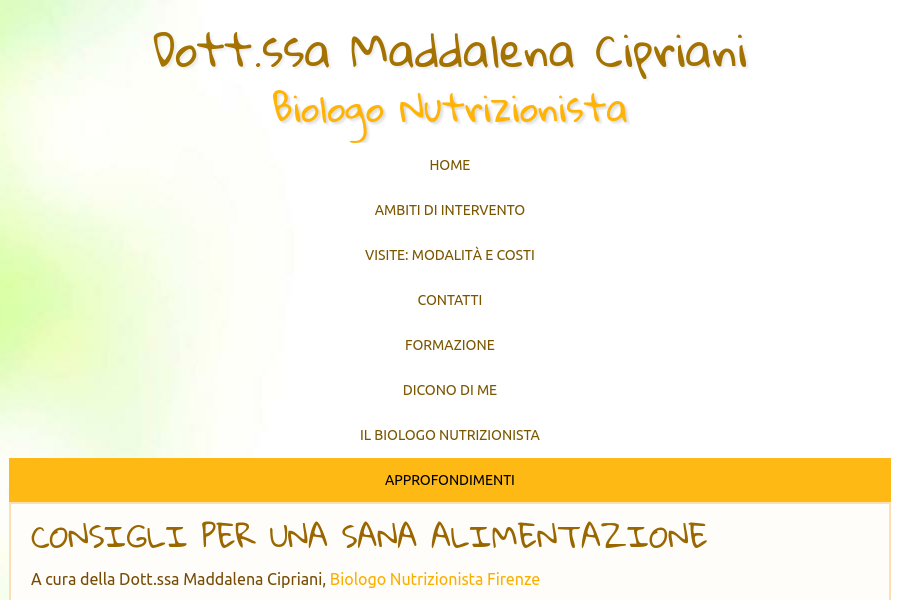 Dott.ssa Maddalena Cipriani
Biologo Nutrizionista
HOME
AMBITI DI INTERVENTO
VISITE: MODALITÀ E COSTI
CONTATTI
FORMAZIONE
DICONO DI ME
IL BIOLOGO NUTRIZIONISTA
APPROFONDIMENTI
CONSIGLI PER UNA SANA ALIMENTAZIONE
A cura della Dott.ssa Maddalena Cipriani, Biologo Nutrizionista Firenze